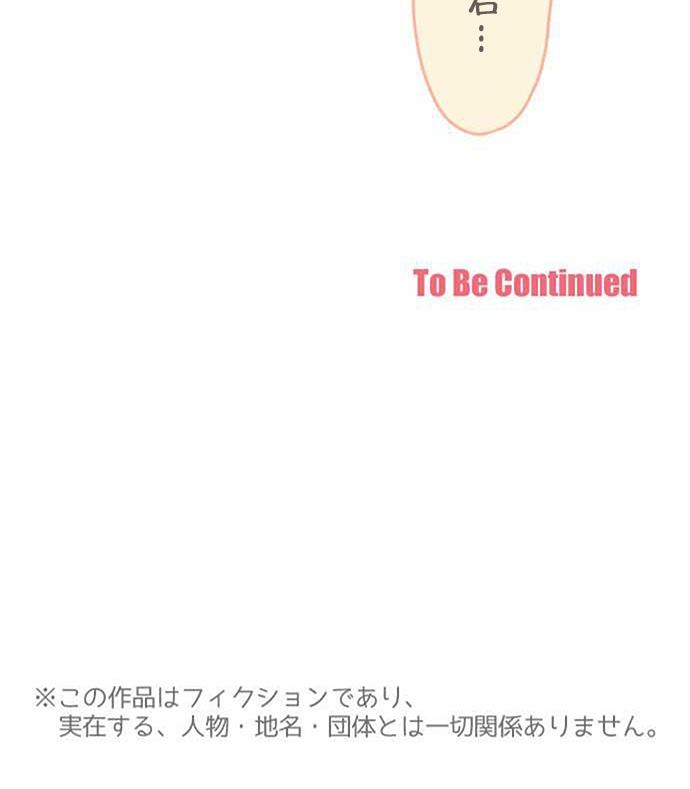 …
To Be Continued
※この作品はフィクションであり、
実在する、人物・地名・団体とは一切関係ありません。